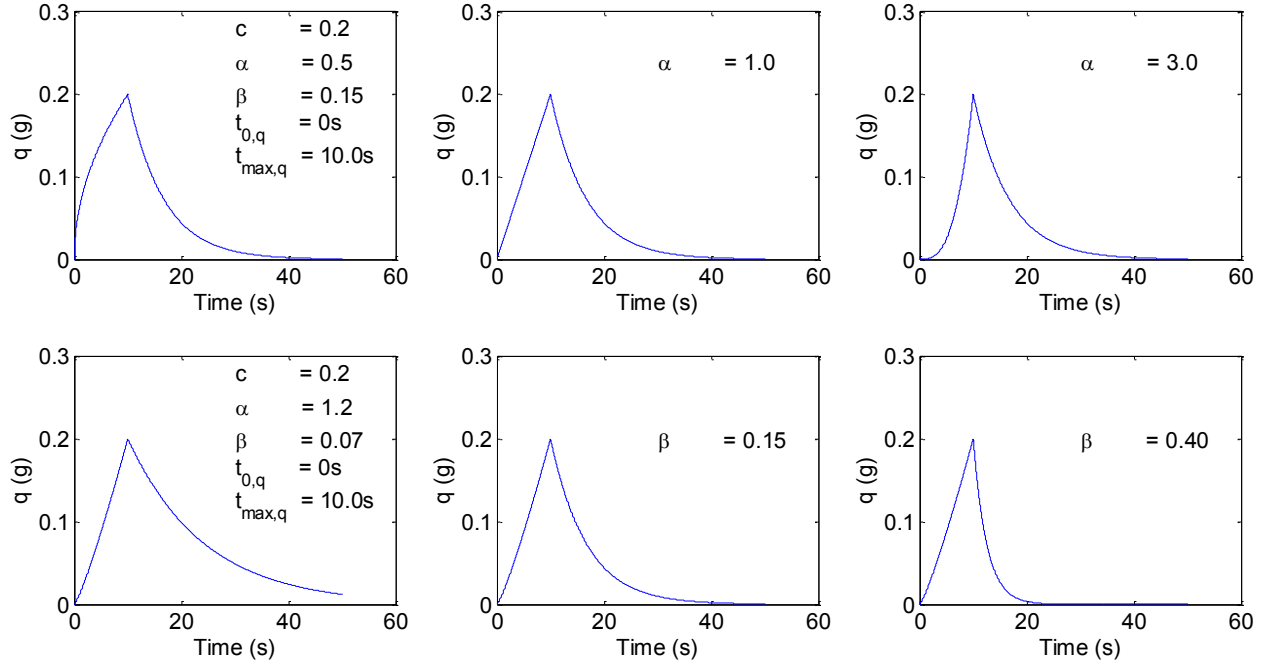 0.3
0.2
0.1
0
q (g)
c = 0.2
α = 0.5
β = 0.15
t0,q = 0s
tmax,q = 10.0s
0 20 40 60
Time (s)
0.3
0.2
0.1
0
q (g)
α = 1.0
0 20 40 60
Time (s)
0.3
0.2
0.1
0
q (g)
α = 3.0
0 20 40 60
Time (s)
0.3
0.2
0.1
0
q (g)
c = 0.2
α = 1.2
β = 0.07
t0,q = 0s
tmax,q = 10.0s
0 20 40 60
Time (s)
0.3
0.2
0.1
0
q (g)
β = 0.15
0 20 40 60
Time (s)
0.3
0.2
0.1
0
q (g)
β = 0.40
0 20 40 60
Time (s)